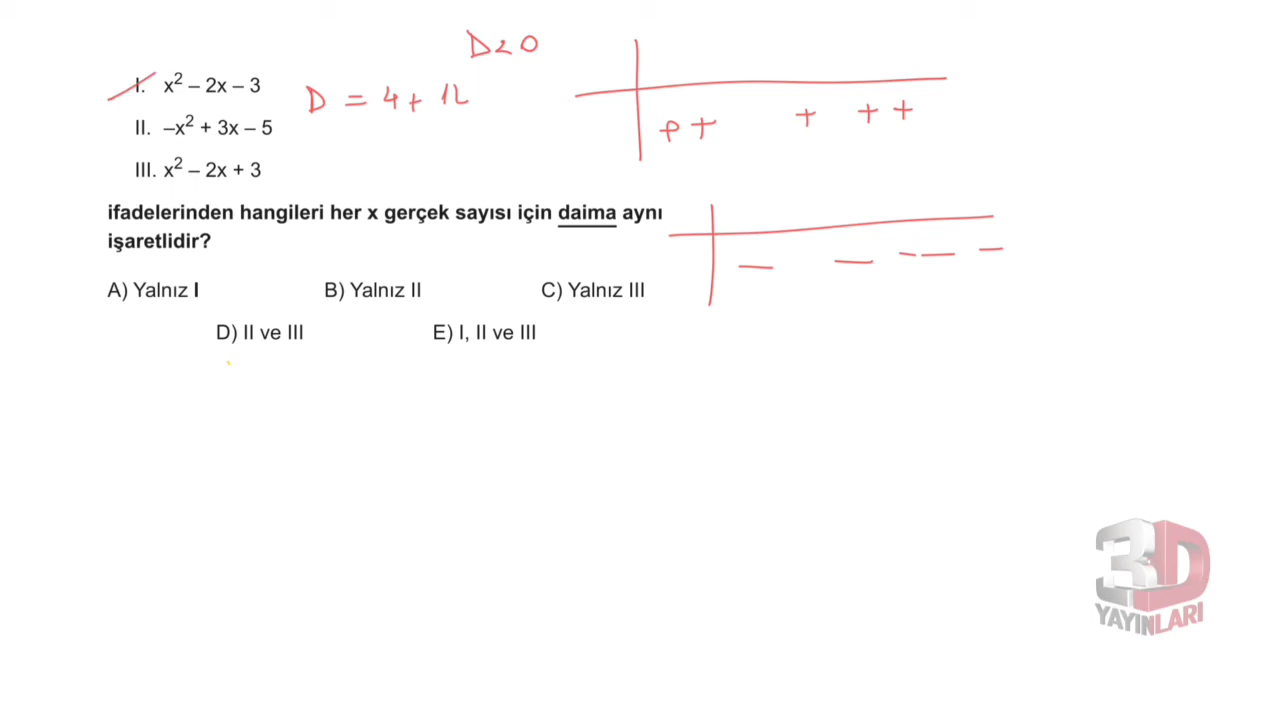 D<0
I. x² – 2x – 3
D = 4 + 12
II. –x² + 3x – 5
+ + + +
III. x² – 2x + 3
ifadelerinden hangileri her x gerçek sayısı için daima aynı
işaretlidir?
– – – – –
A) Yalnız I B) Yalnız II C) Yalnız III
D) II ve III E) I, II ve III
3D
YAYINLARI